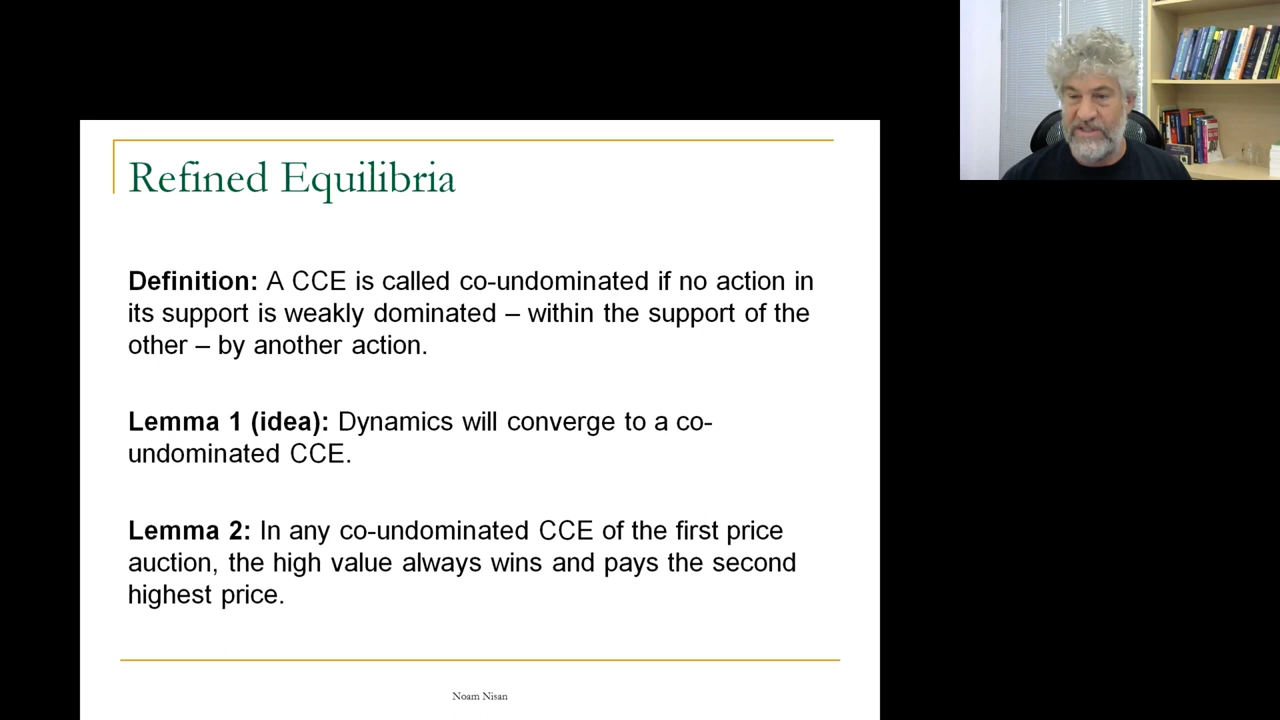 Refined Equilibria
Definition: A CCE is called co-undominated if no action in
its support is weakly dominated – within the support of the
other – by another action.
Lemma 1 (idea): Dynamics will converge to a co-
undominated CCE.
Lemma 2: In any co-undominated CCE of the first price
auction, the high value always wins and pays the second
highest price.
Noam Nisan